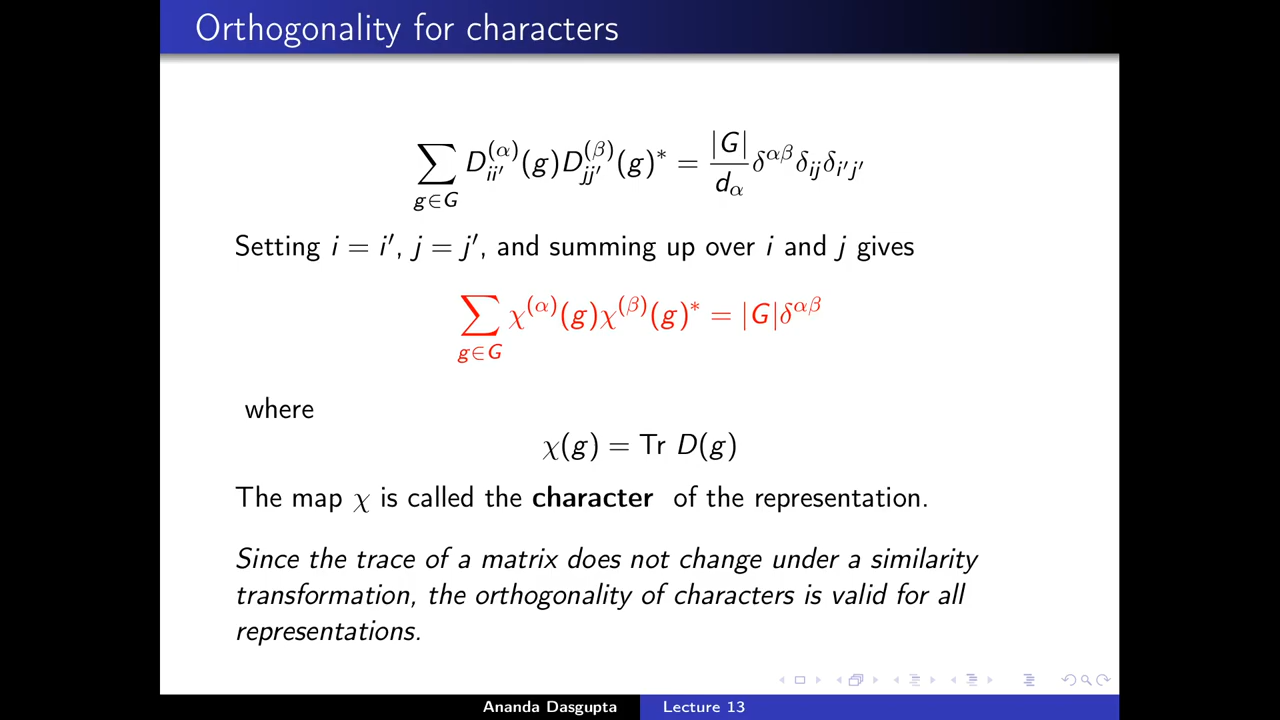 Orthogonality for characters
∑_{g∈G} D^{(α)}_{ii′}(g)D^{(β)}_{jj′}(g)* = |G|/d_α δ^{αβ}δ_{ij}δ_{i′j′}
Setting i = i′, j = j′, and summing up over i and j gives
∑_{g∈G} χ^{(α)}(g)χ^{(β)}(g)* = |G|δ^{αβ}
where
χ(g) = Tr D(g)
The map χ is called the character of the representation.
Since the trace of a matrix does not change under a similarity
transformation, the orthogonality of characters is valid for all
representations.
Ananda Dasgupta Lecture 13